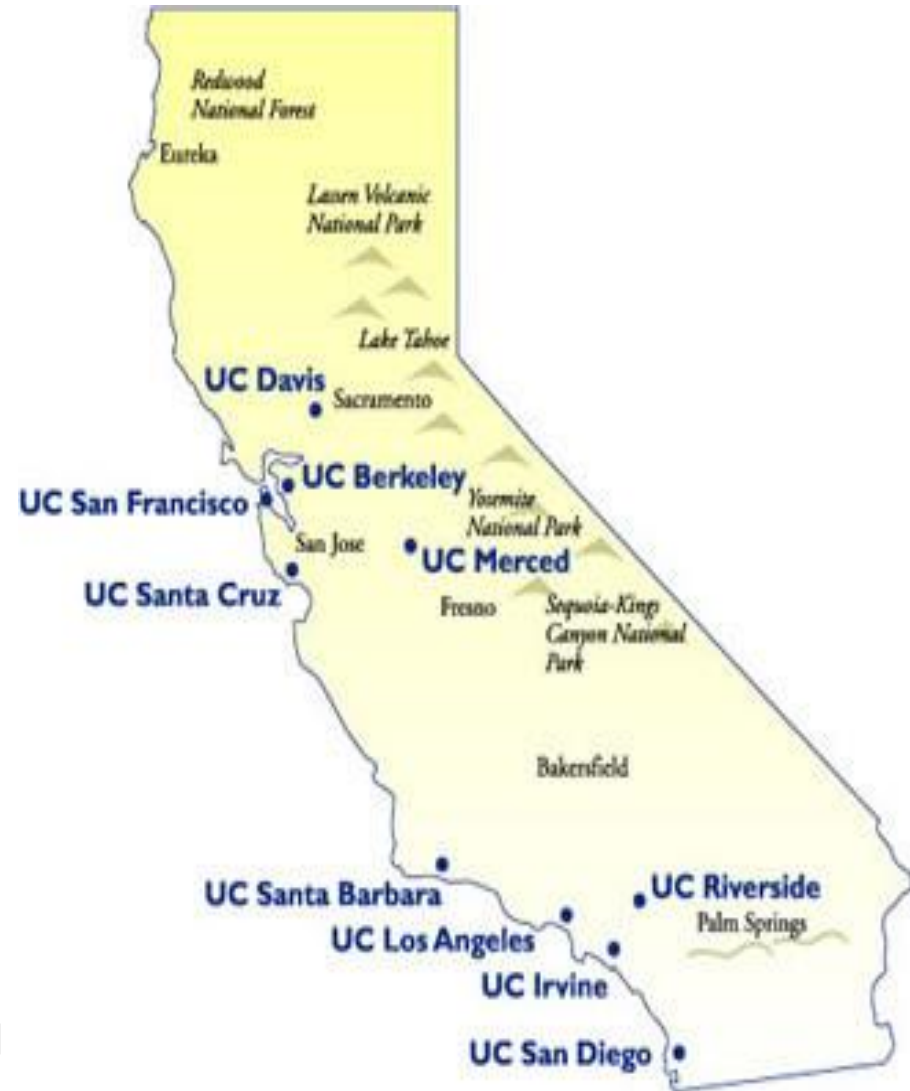 Redwood
National Forest
Eureka
Lassen Volcanic
National Park
Lake Tahoe
UC Davis
Sacramento
UC Berkeley
UC San Francisco
Yosemite
National Park
San Jose
UC Merced
UC Santa Cruz
Fresno
Sequoia-Kings
Canyon National
Park
Bakersfield
UC Santa Barbara
UC Riverside
Palm Springs
UC Los Angeles
UC Irvine
UC San Diego